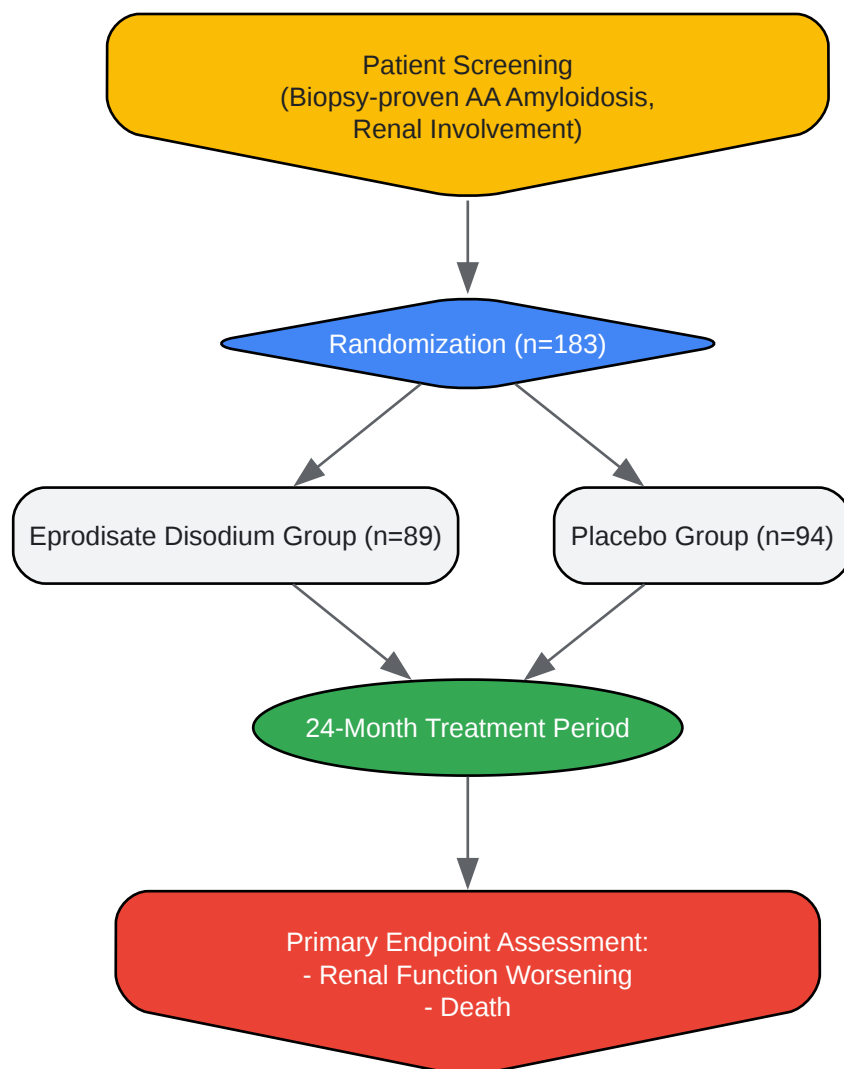 Patient Screening
(Biopsy-proven AA Amyloidosis,
Renal Involvement)
Randomization (n=183)
Eprodisate Disodium Group (n=89)
Placebo Group (n=94)
24-Month Treatment Period
Primary Endpoint Assessment:
- Renal Function Worsening
- Death